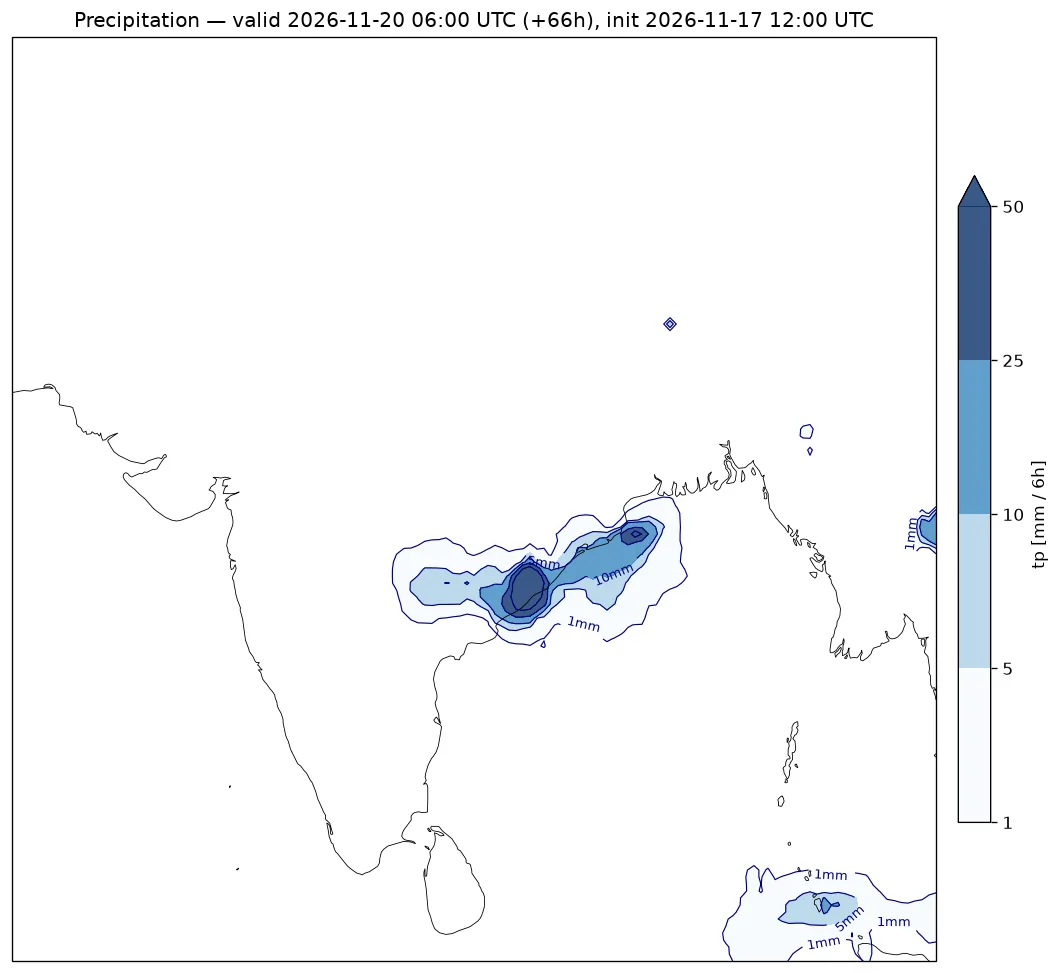 Precipitation — valid 2026-11-20 06:00 UTC (+66h), init 2026-11-17 12:00 UTC
50
25
10
5
1
tp [mm / 6h]
1mm
5mm
10mm
1mm
1mm
5mm
1mm
1mm